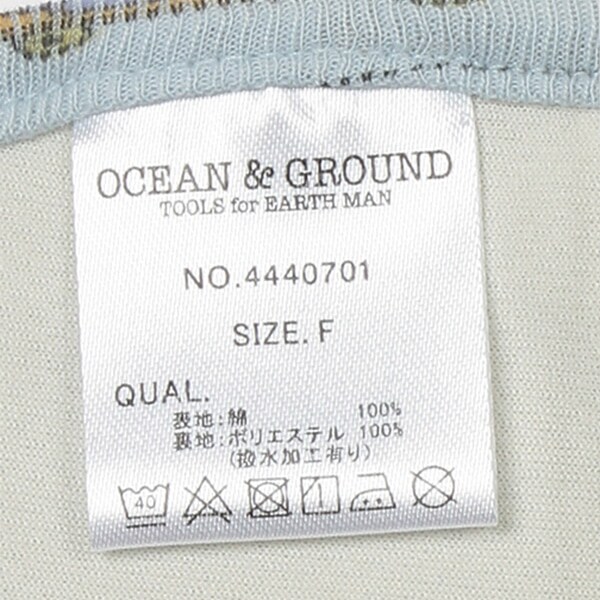 OCEAN & GROUND
TOOLS for EARTH MAN
NO.4440701
SIZE. F
QUAL.
表地:綿 100%
裏地:ポリエステル 100%
(撥水加工有り)
40